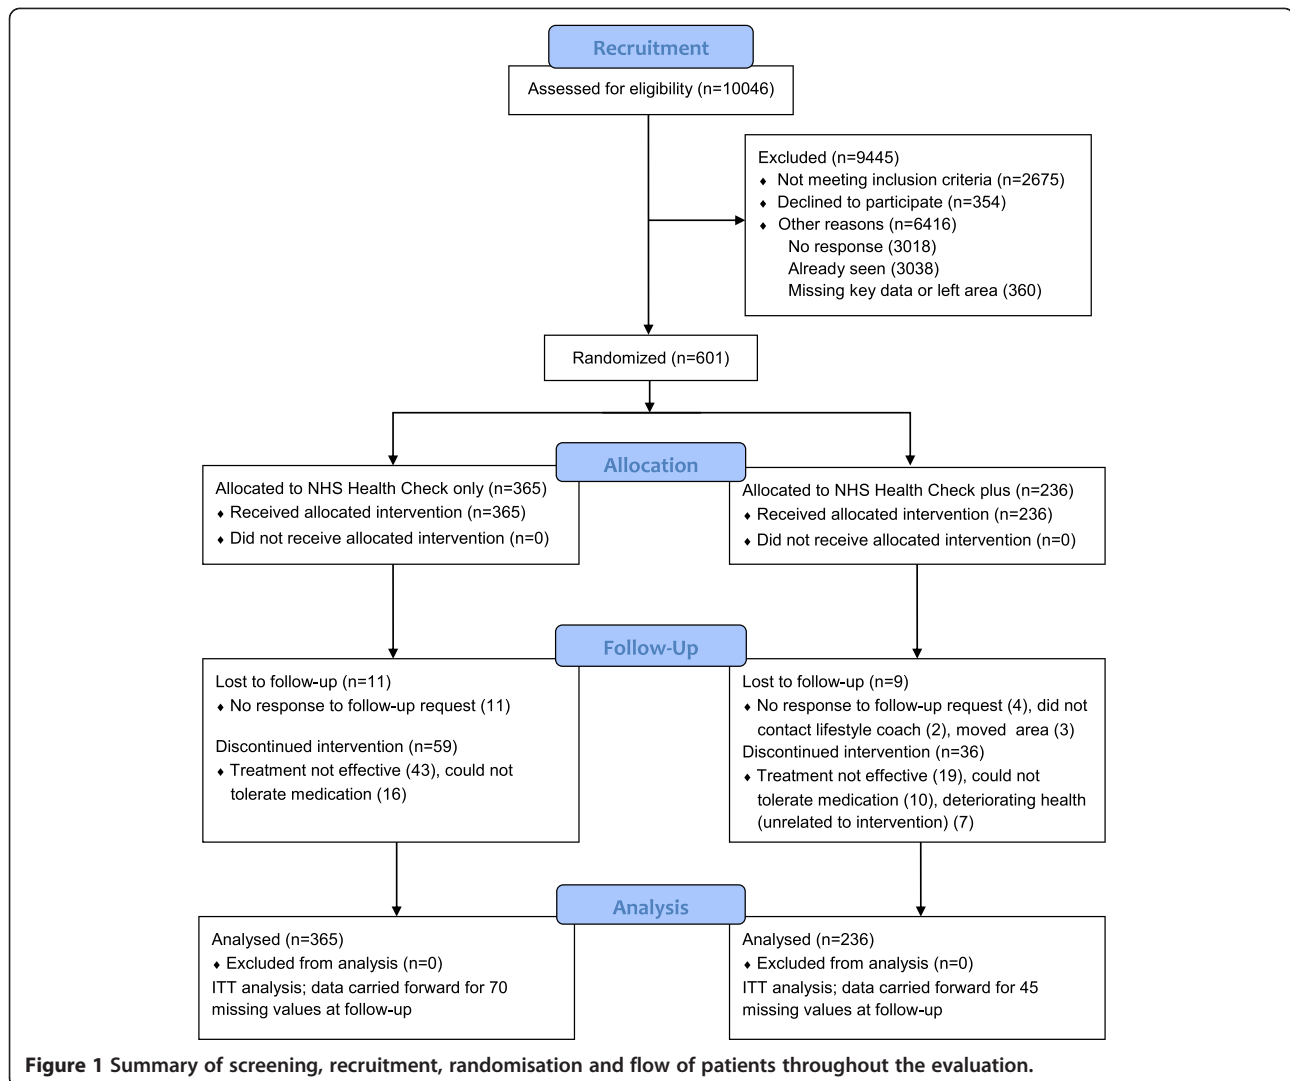 Recruitment
Assessed for eligibility (n=10046)
Excluded (n=9445)
♦ Not meeting inclusion criteria (n=2675)
♦ Declined to participate (n=354)
♦ Other reasons (n=6416)
No response (3018)
Already seen (3038)
Missing key data or left area (360)
Randomized (n=601)
Allocation
Allocated to NHS Health Check only (n=365)
♦ Received allocated intervention (n=365)
♦ Did not receive allocated intervention (n=0)
Allocated to NHS Health Check plus (n=236)
♦ Received allocated intervention (n=236)
♦ Did not receive allocated intervention (n=0)
Follow-Up
Lost to follow-up (n=11)
♦ No response to follow-up request (11)
Discontinued intervention (n=59)
♦ Treatment not effective (43), could not
tolerate medication (16)
Lost to follow-up (n=9)
♦ No response to follow-up request (4), did not
contact lifestyle coach (2), moved area (3)
Discontinued intervention (n=36)
♦ Treatment not effective (19), could not
tolerate medication (10), deteriorating health
(unrelated to intervention) (7)
Analysis
Analysed (n=365)
♦ Excluded from analysis (n=0)
ITT analysis; data carried forward for 70
missing values at follow-up
Analysed (n=236)
♦ Excluded from analysis (n=0)
ITT analysis; data carried forward for 45
missing values at follow-up
Figure 1 Summary of screening, recruitment, randomisation and flow of patients throughout the evaluation.